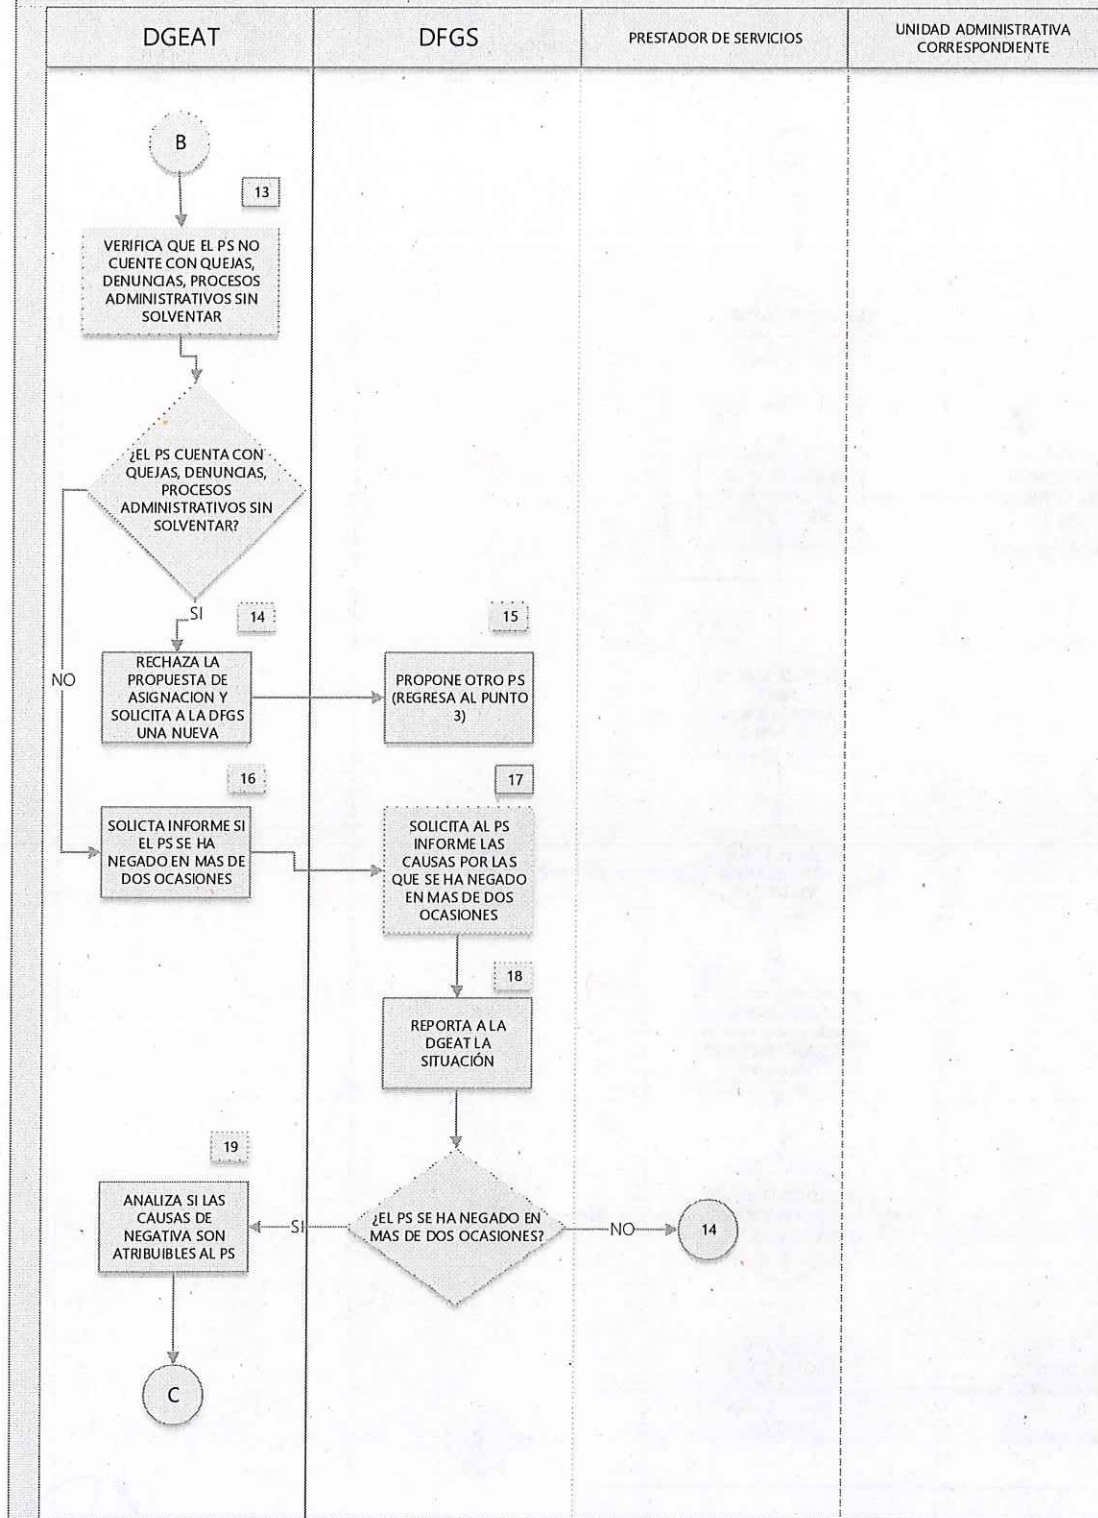 DGEAT
DFGS
PRESTADOR DE SERVICIOS
UNIDAD ADMINISTRATIVA
CORRESPONDIENTE
B
13
VERIFICA QUE EL PS NO
CUENTE CON QUEJAS,
DENUNCIAS, PROCESOS
ADMINISTRATIVOS SIN
SOLVENTAR
¿EL PS CUENTA CON
QUEJAS, DENUNCIAS,
PROCESOS
ADMINISTRATIVOS SIN
SOLVENTAR?
SI
14
15
NO
RECHAZA LA
PROPUESTA DE
ASIGNACION Y
SOLICITA A LA DFGS
UNA NUEVA
PROPONE OTRO PS
(REGRESA AL PUNTO
3)
16
17
SOLICTA INFORME SI
EL PS SE HA
NEGADO EN MAS DE
DOS OCASIONES
SOLICITA AL PS
INFORME LAS
CAUSAS POR LAS
QUE SE HA NEGADO
EN MAS DE DOS
OCASIONES
18
REPORTA A LA
DGEAT LA
SITUACIÓN
19
ANALIZA SI LAS
CAUSAS DE
NEGATIVA SON
ATRIBUIBLES AL PS
SI
¿EL PS SE HA NEGADO EN
MAS DE DOS OCASIONES?
NO
14
C